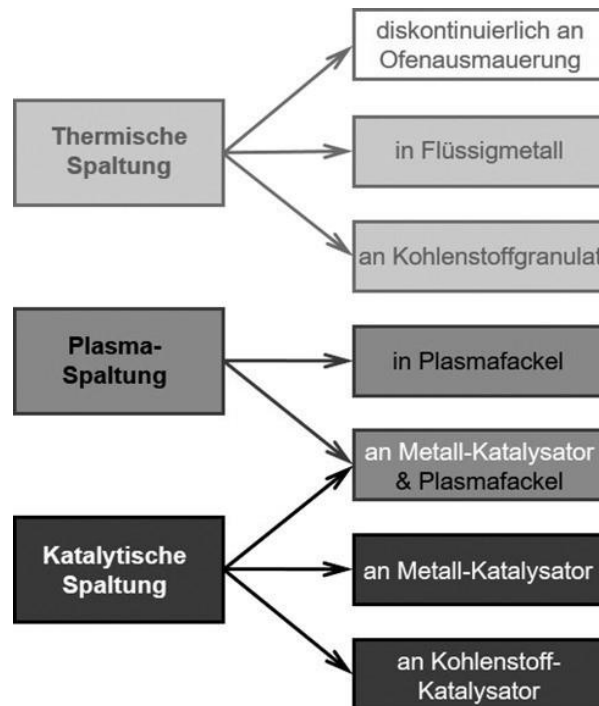 diskontinuierlich an
Ofenausmauerung
Thermische
Spaltung
in Flüssigmetall
an Kohlenstoffgranulat
Plasma-
Spaltung
in Plasmafackel
an Metall-Katalysator
& Plasmafackel
Katalytische
Spaltung
an Metall-Katalysator
an Kohlenstoff-
Katalysator